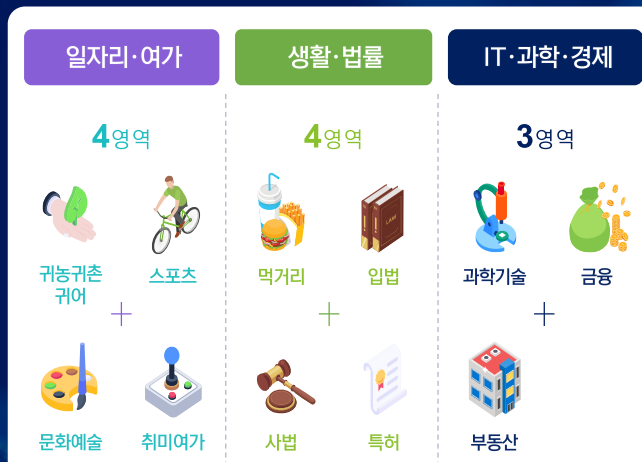 일자리·여가
4영역
귀농귀촌
귀어
스포츠
+
문화예술
취미여가
생활·법률
4영역
먹거리
LAW
입법
+
사법
특허
IT·과학·경제
3영역
과학기술
금융
+
부동산